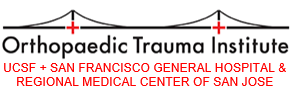 Orthopaedic Trauma Institute
UCSF + SAN FRANCISCO GENERAL HOSPITAL &
REGIONAL MEDICAL CENTER OF SAN JOSE